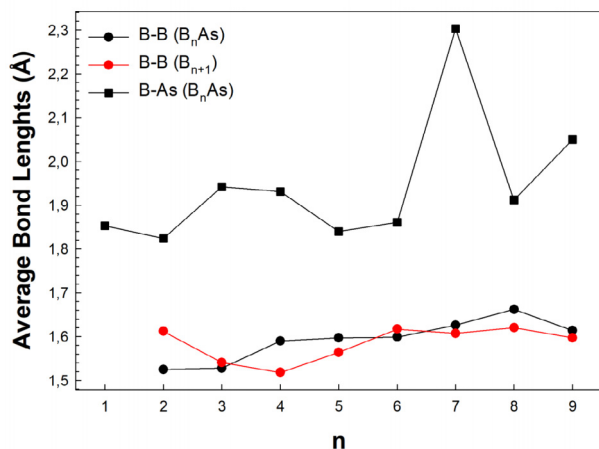 B-B (BnAs)
B-B (Bn+1)
B-As (BnAs)
Average Bond Lenghts (Å)
2,3
2,2
2,1
2,0
1,9
1,8
1,7
1,6
1,5
1 2 3 4 5 6 7 8 9
n